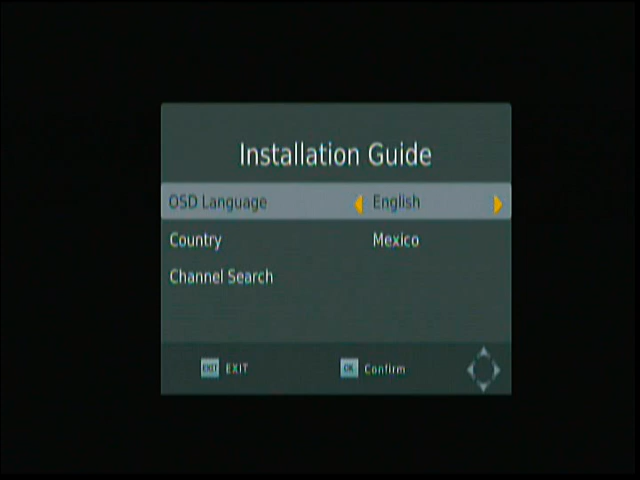 Installation Guide
OSD Language English
Country Mexico
Channel Search
EXIT EXIT OK Confirm